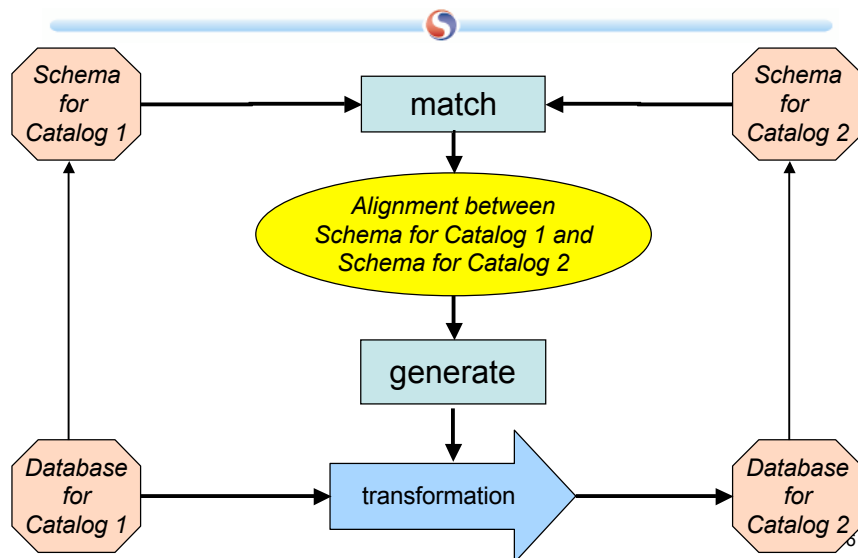 Schema
for
Catalog 1
match
Schema
for
Catalog 2
Alignment between
Schema for Catalog 1 and
Schema for Catalog 2
generate
Database
for
Catalog 1
transformation
Database
for
Catalog 2